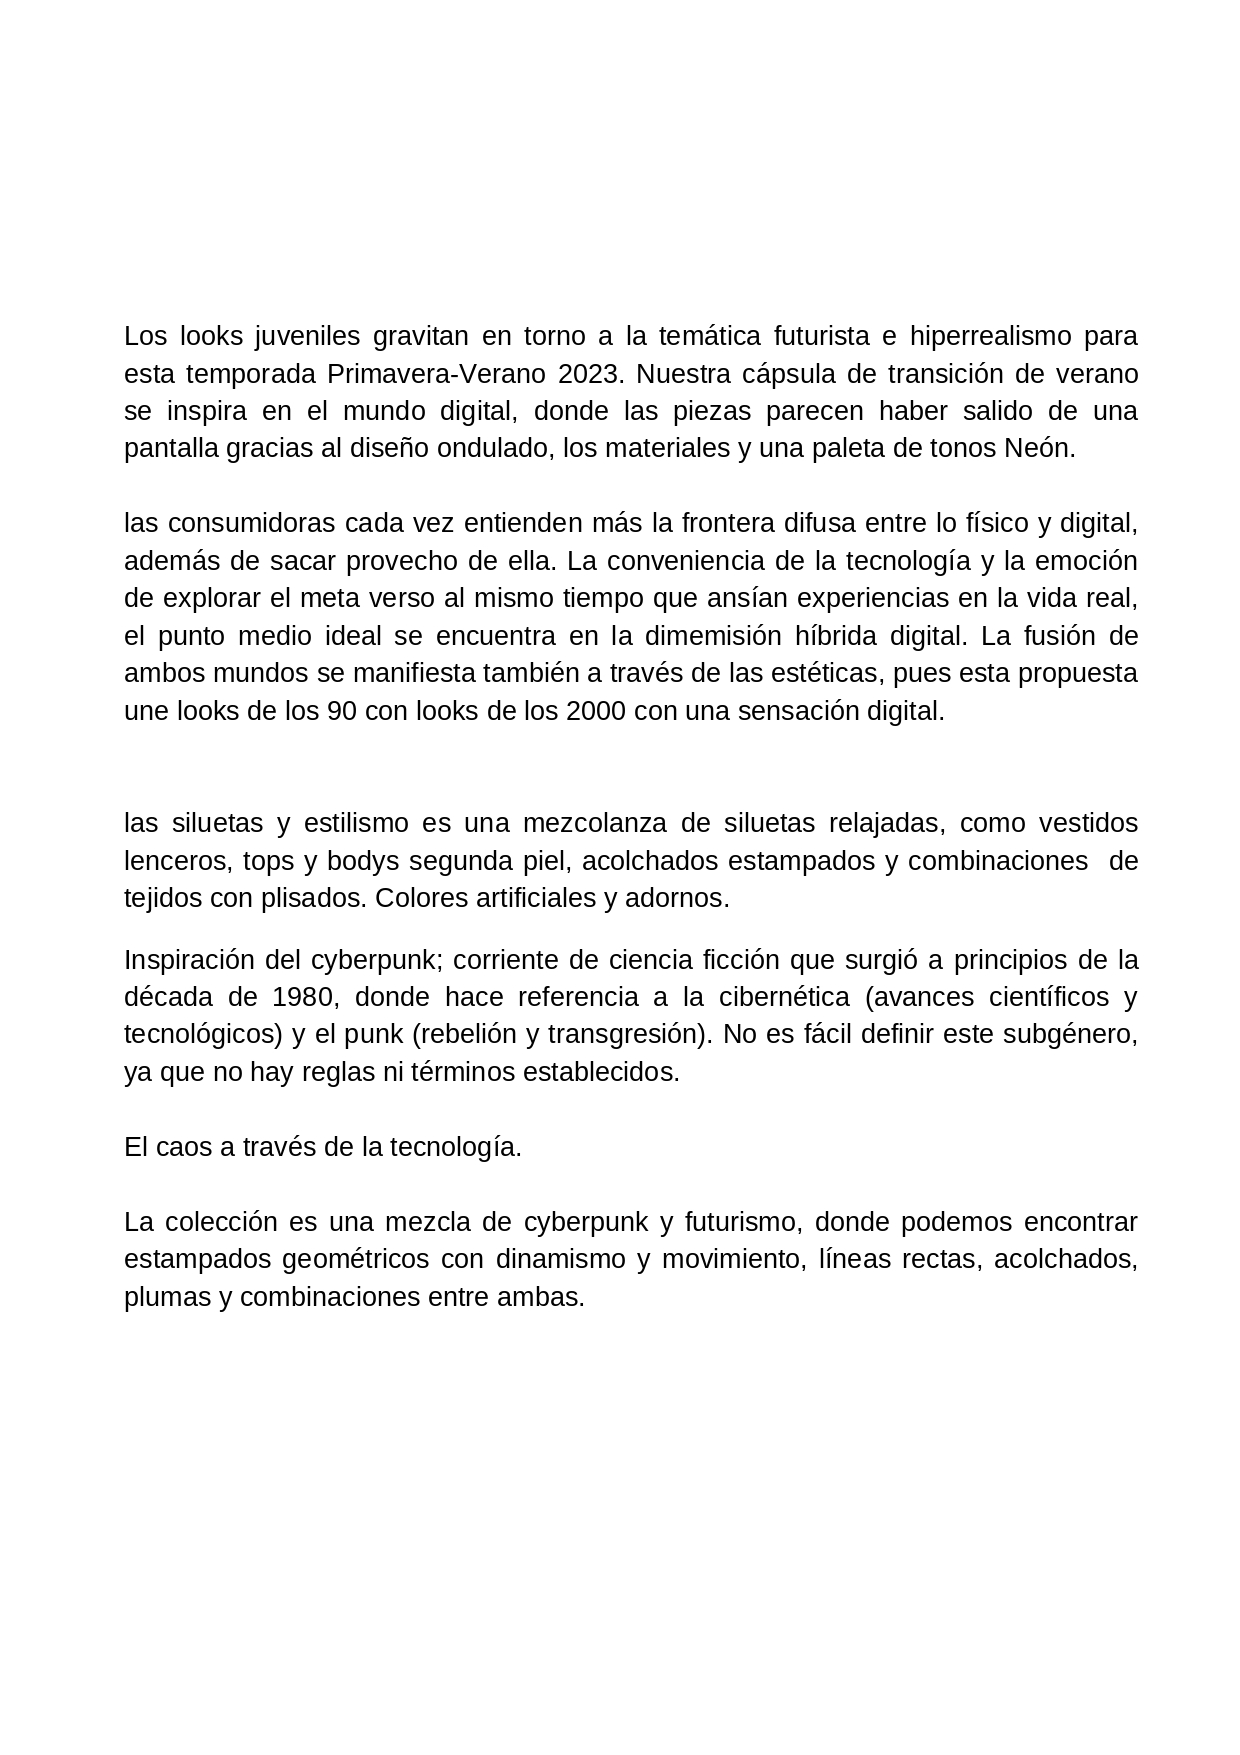 Los looks juveniles gravitan en torno a la temática futurista e hiperrealismo para
esta temporada Primavera-Verano 2023. Nuestra cápsula de transición de verano
se inspira en el mundo digital, donde las piezas parecen haber salido de una
pantalla gracias al diseño ondulado, los materiales y una paleta de tonos Neón.
las consumidoras cada vez entienden más la frontera difusa entre lo físico y digital,
además de sacar provecho de ella. La conveniencia de la tecnología y la emoción
de explorar el meta verso al mismo tiempo que ansían experiencias en la vida real,
el punto medio ideal se encuentra en la dimemisión híbrida digital. La fusión de
ambos mundos se manifiesta también a través de las estéticas, pues esta propuesta
une looks de los 90 con looks de los 2000 con una sensación digital.
las siluetas y estilismo es una mezcolanza de siluetas relajadas, como vestidos
lenceros, tops y bodys segunda piel, acolchados estampados y combinaciones de
tejidos con plisados. Colores artificiales y adornos.
Inspiración del cyberpunk; corriente de ciencia ficción que surgió a principios de la
década de 1980, donde hace referencia a la cibernética (avances científicos y
tecnológicos) y el punk (rebelión y transgresión). No es fácil definir este subgénero,
ya que no hay reglas ni términos establecidos.
El caos a través de la tecnología.
La colección es una mezcla de cyberpunk y futurismo, donde podemos encontrar
estampados geométricos con dinamismo y movimiento, líneas rectas, acolchados,
plumas y combinaciones entre ambas.